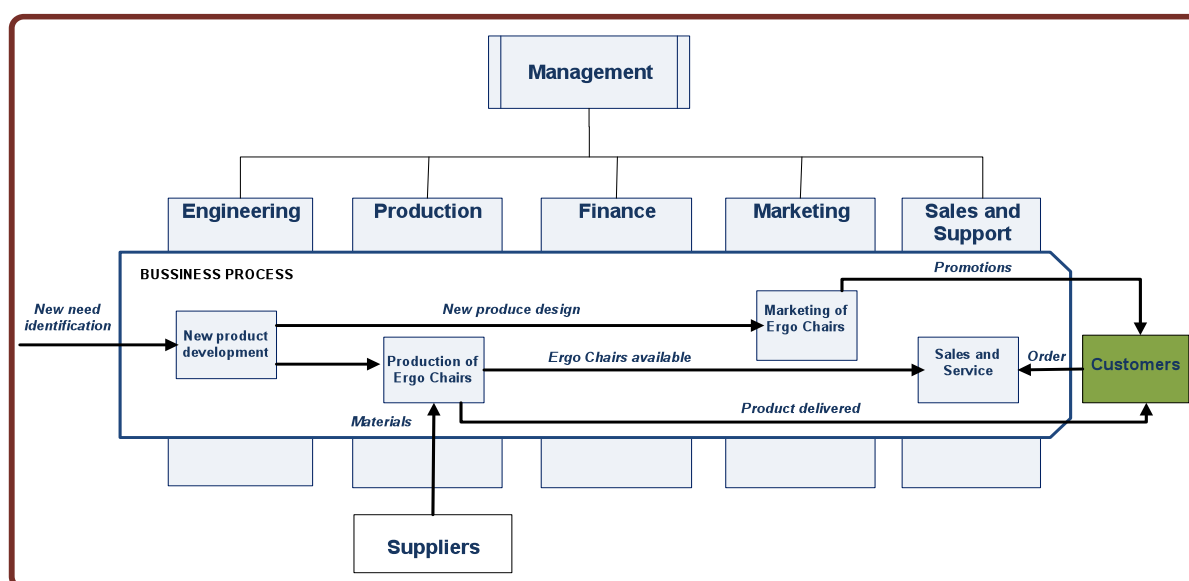 Management
Engineering
Production
Finance
Marketing
Sales and
Support
BUSSINESS PROCESS
Promotions
New need
identification
New produce design
Marketing of
Ergo Chairs
New product
development
Production of
Ergo Chairs
Ergo Chairs available
Sales and
Service
Order
Customers
Materials
Product delivered
Suppliers